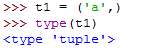 >>> t1 = ('a',)
>>> type(t1)
<type 'tuple'>